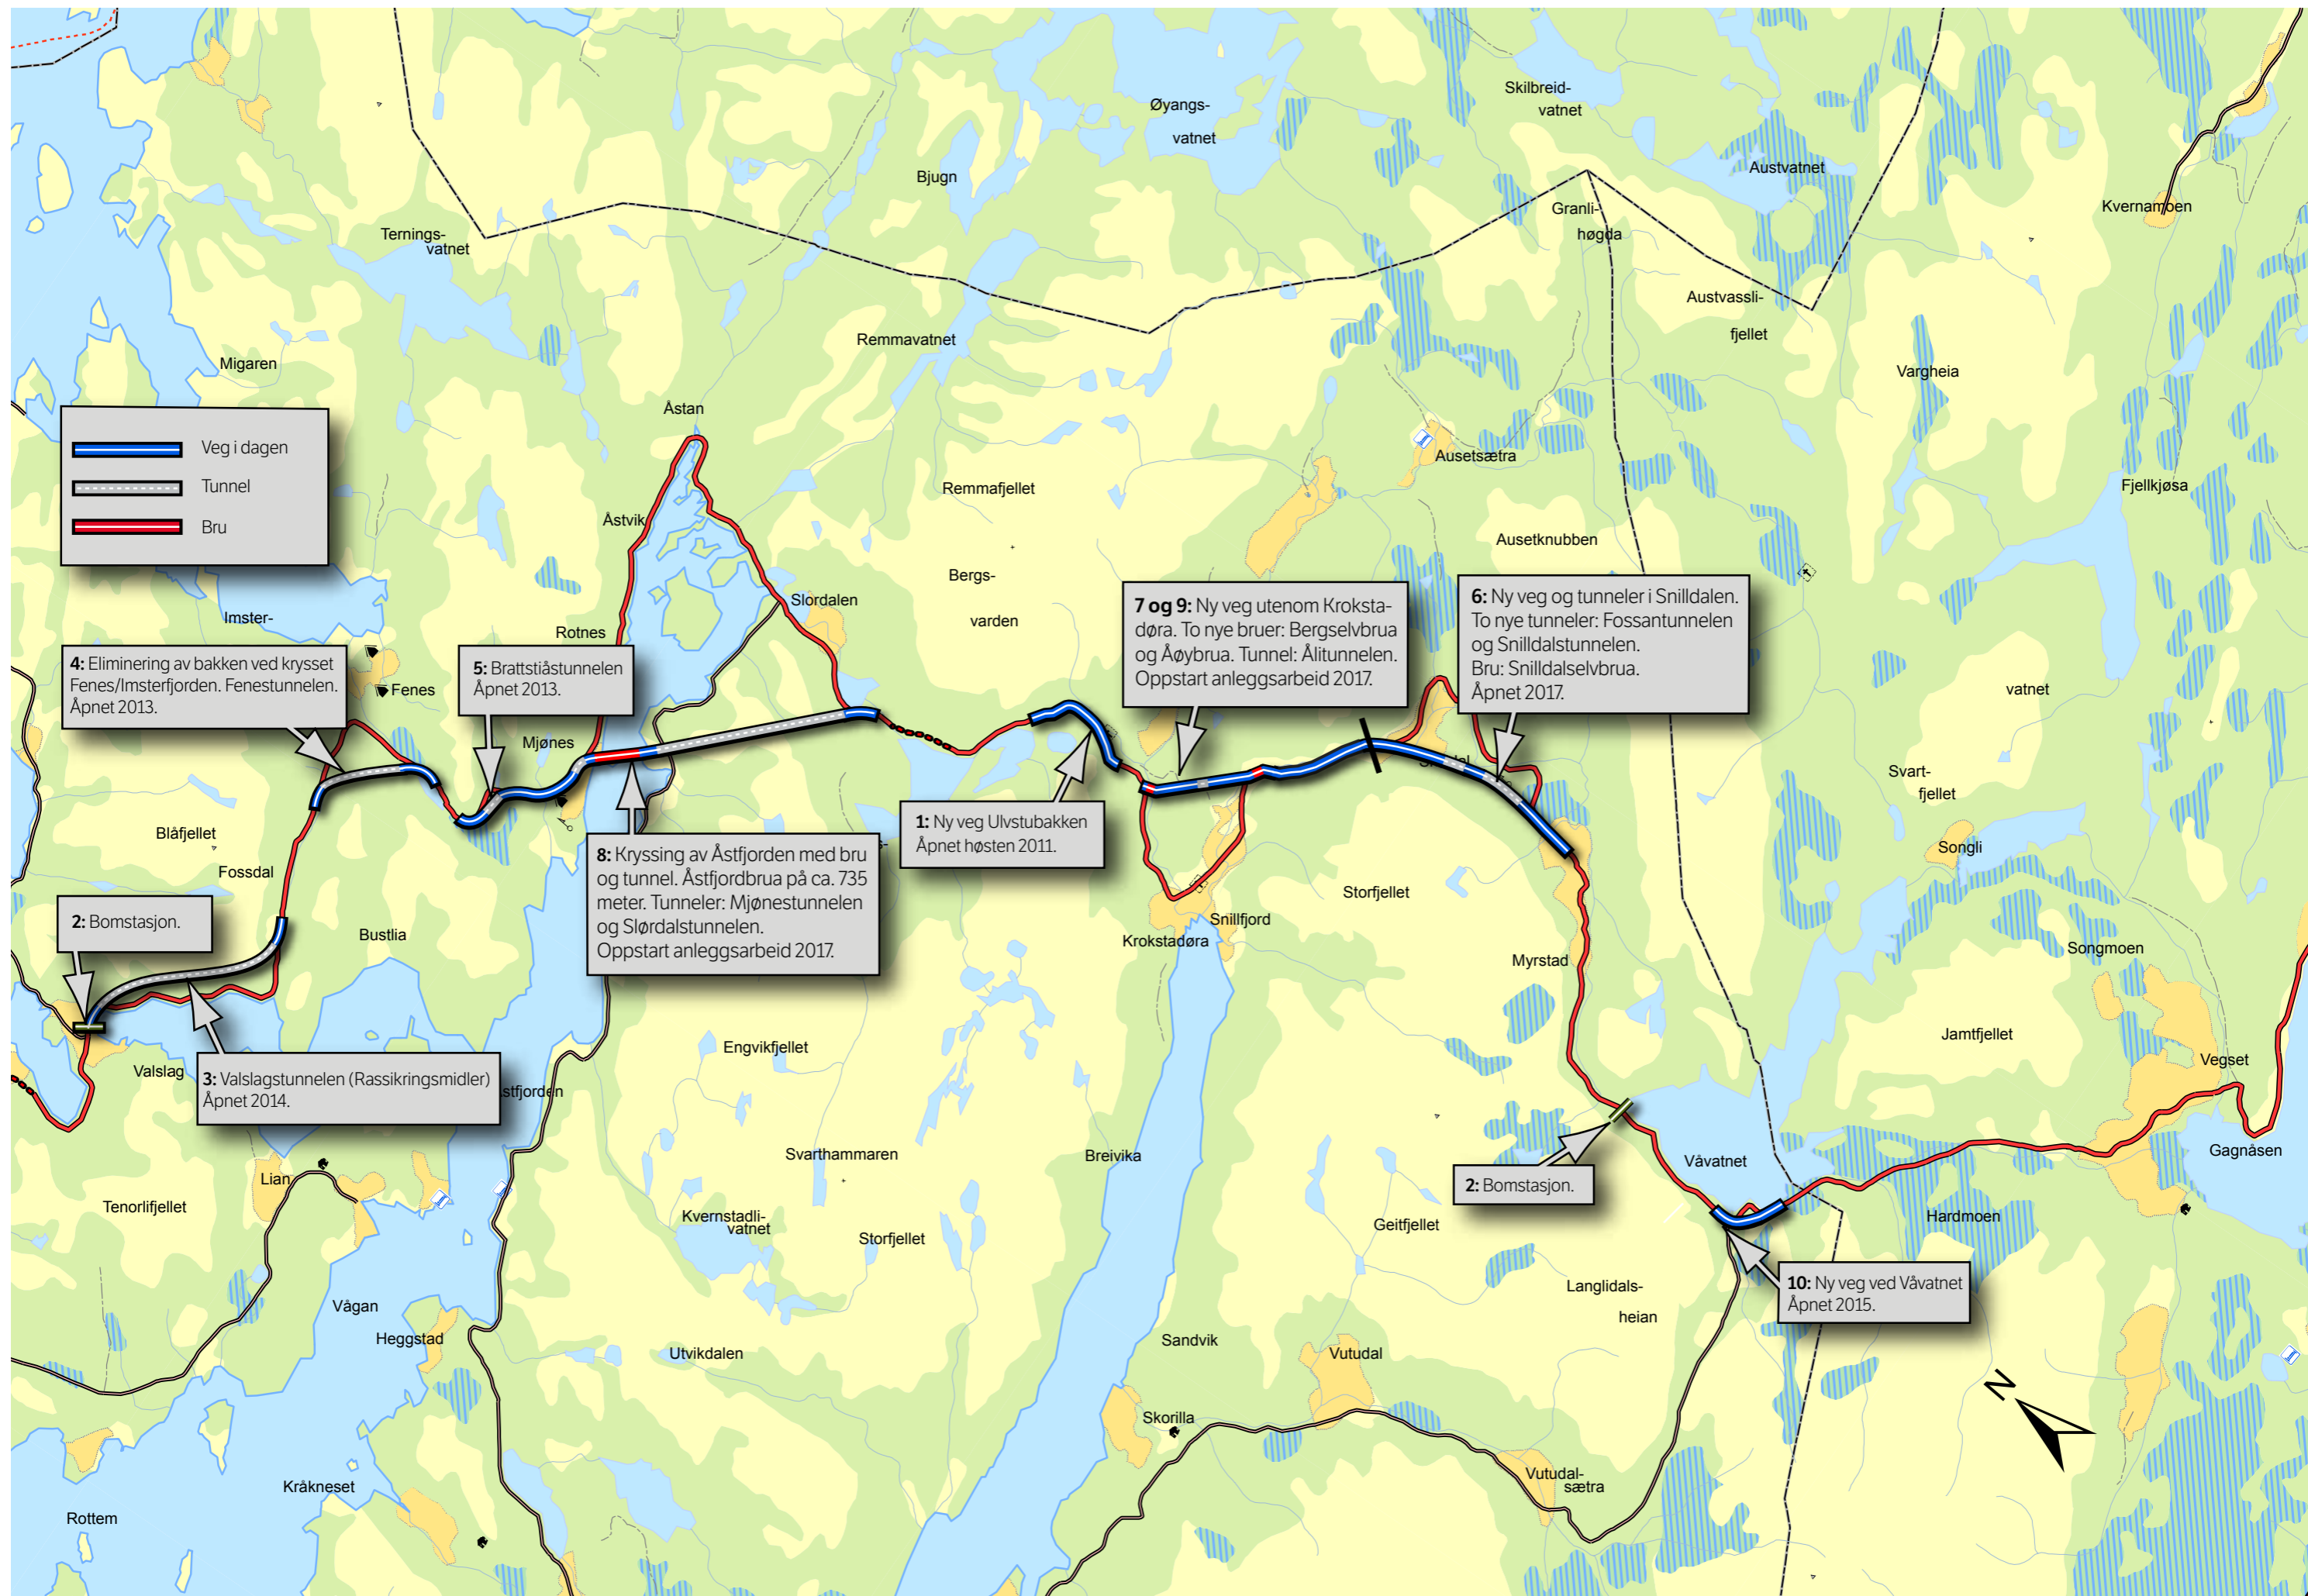 Øyangs-
vatnet
Skilbreid-
vatnet
Austvatnet
Bjugn
Kvernamoen
Granli-
høgda
Ternings-
vatnet
Austvassli-
fjellet
Remmavatnet
Migaren
Vargheia
Åstan
Veg i dagen
Tunnel
Bru
Ausetsætra
Remmafjellet
Fjellkjøsa
Åstvik
Ausetknubben
Bergs-
varden
Slordalen
Imster-
Rotnes
4: Eliminering av bakken ved krysset
Fenes/Imsterfjorden. Fenestunnelen.
Åpnet 2013.
Fenes
5: Brattstiåstunnelen
Åpnet 2013.
7 og 9: Ny veg utenom Kroksta-
døra. To nye bruer: Bergselvbrua
og Åøybrua. Tunnel: Ålitunnelen.
Oppstart anleggsarbeid 2017.
6: Ny veg og tunneler i Snilldalen.
To nye tunneler: Fossantunnelen
og Snilldalstunnelen.
Bru: Snilldalselvbrua.
Åpnet 2017.
vatnet
Mjønes
Svart-
fjellet
Blåfjellet
Fossdal
1: Ny veg Ulvstubakken
Åpnet høsten 2011.
Songli
8: Kryssing av Åstfjorden med bru
og tunnel. Åstfjordbrua på ca. 735
meter. Tunneler: Mjønestunnelen
og Slørdalstunnelen.
Oppstart anleggsarbeid 2017.
Storfjellet
2: Bomstasjon.
Snillfjord
Krokstadøra
Bustlia
Myrstad
Songmoen
Jamtfjellet
Engvikfjellet
Vegset
Valslag
3: Valslagstunnelen (Rassikringsmidler)
Åpnet 2014.
stfjorden
Svarthammaren
Breivika
Våvatnet
Gagnåsen
Lian
2: Bomstasjon.
Tenorlifjellet
Kvernstadli-
vatnet
Storfjellet
Geitfjellet
Hardmoen
10: Ny veg ved Våvatnet
Åpnet 2015.
Langlidals-
heian
Vågan
Heggstad
Sandvik
Utvikdalen
Vutudal
N
Skorilla
Vutudal-
sætra
Kråkneset
Rottem